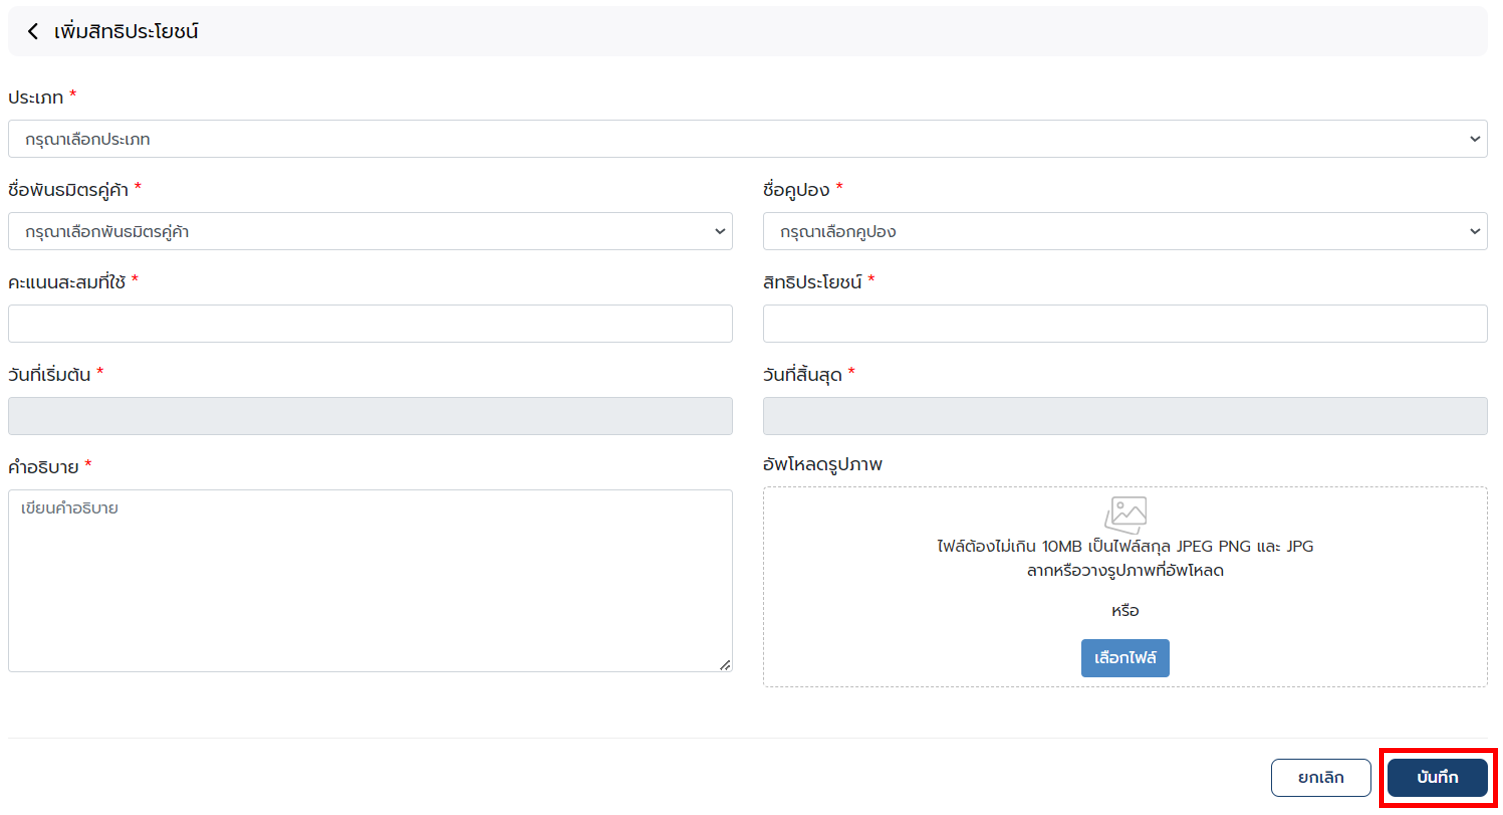 เพิ่มสิทธิประโยชน์
ประเภท *
กรุณาเลือกประเภท
ชื่อพันธมิตรคู่ค้า *
ชื่อคูปอง *
กรุณาเลือกพันธมิตรคู่ค้า
กรุณาเลือกคูปอง
คะแนนสะสมที่ใช้ *
สิทธิประโยชน์ *
วันที่เริ่มต้น *
วันที่สิ้นสุด *
คำอธิบาย *
อัพโหลดรูปภาพ
เขียนคำอธิบาย
ไฟล์ต้องไม่เกิน 10MB เป็นไฟล์สกุล JPEG PNG และ JPG
ลากหรือวางรูปภาพที่อัพโหลด
หรือ
เลือกไฟล์
ยกเลิก
บันทึก